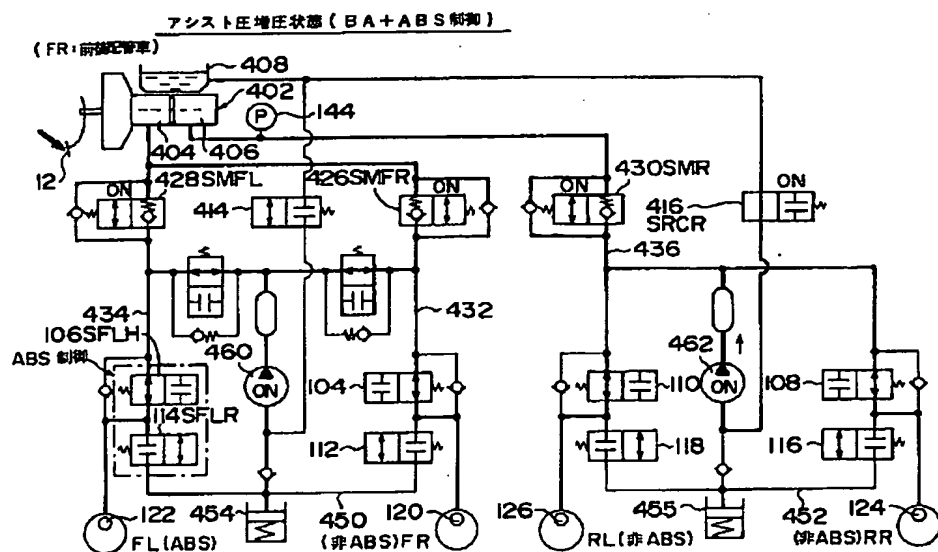 アシスト圧増圧状態 (BA+ABS制御)
(FR:前後配管車)
408
402
144
P
404 406
12
ON
428SMFL
426SMFR
ON
ON
430SMR
ON
414
416
SRCR
436
434
432
106SFLH
ABS 制御
460
ON
462
ON
104
110
108
114SFLR
112
118
116
122
454
450
120
126
455
452
124
FL(ABS)
(非ABS)FR
RL(非ABS)
(非ABS)RR